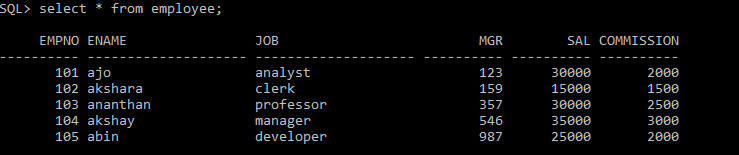 SQL> select * from employee;
EMPNO ENAME JOB MGR SAL COMMISSION
---------- -------------------- -------------------- ---------- ---------- ----------
101 ajo analyst 123 30000 2000
102 akshara clerk 159 15000 1500
103 ananthan professor 357 30000 2500
104 akshay manager 546 35000 3000
105 abin developer 987 25000 2000